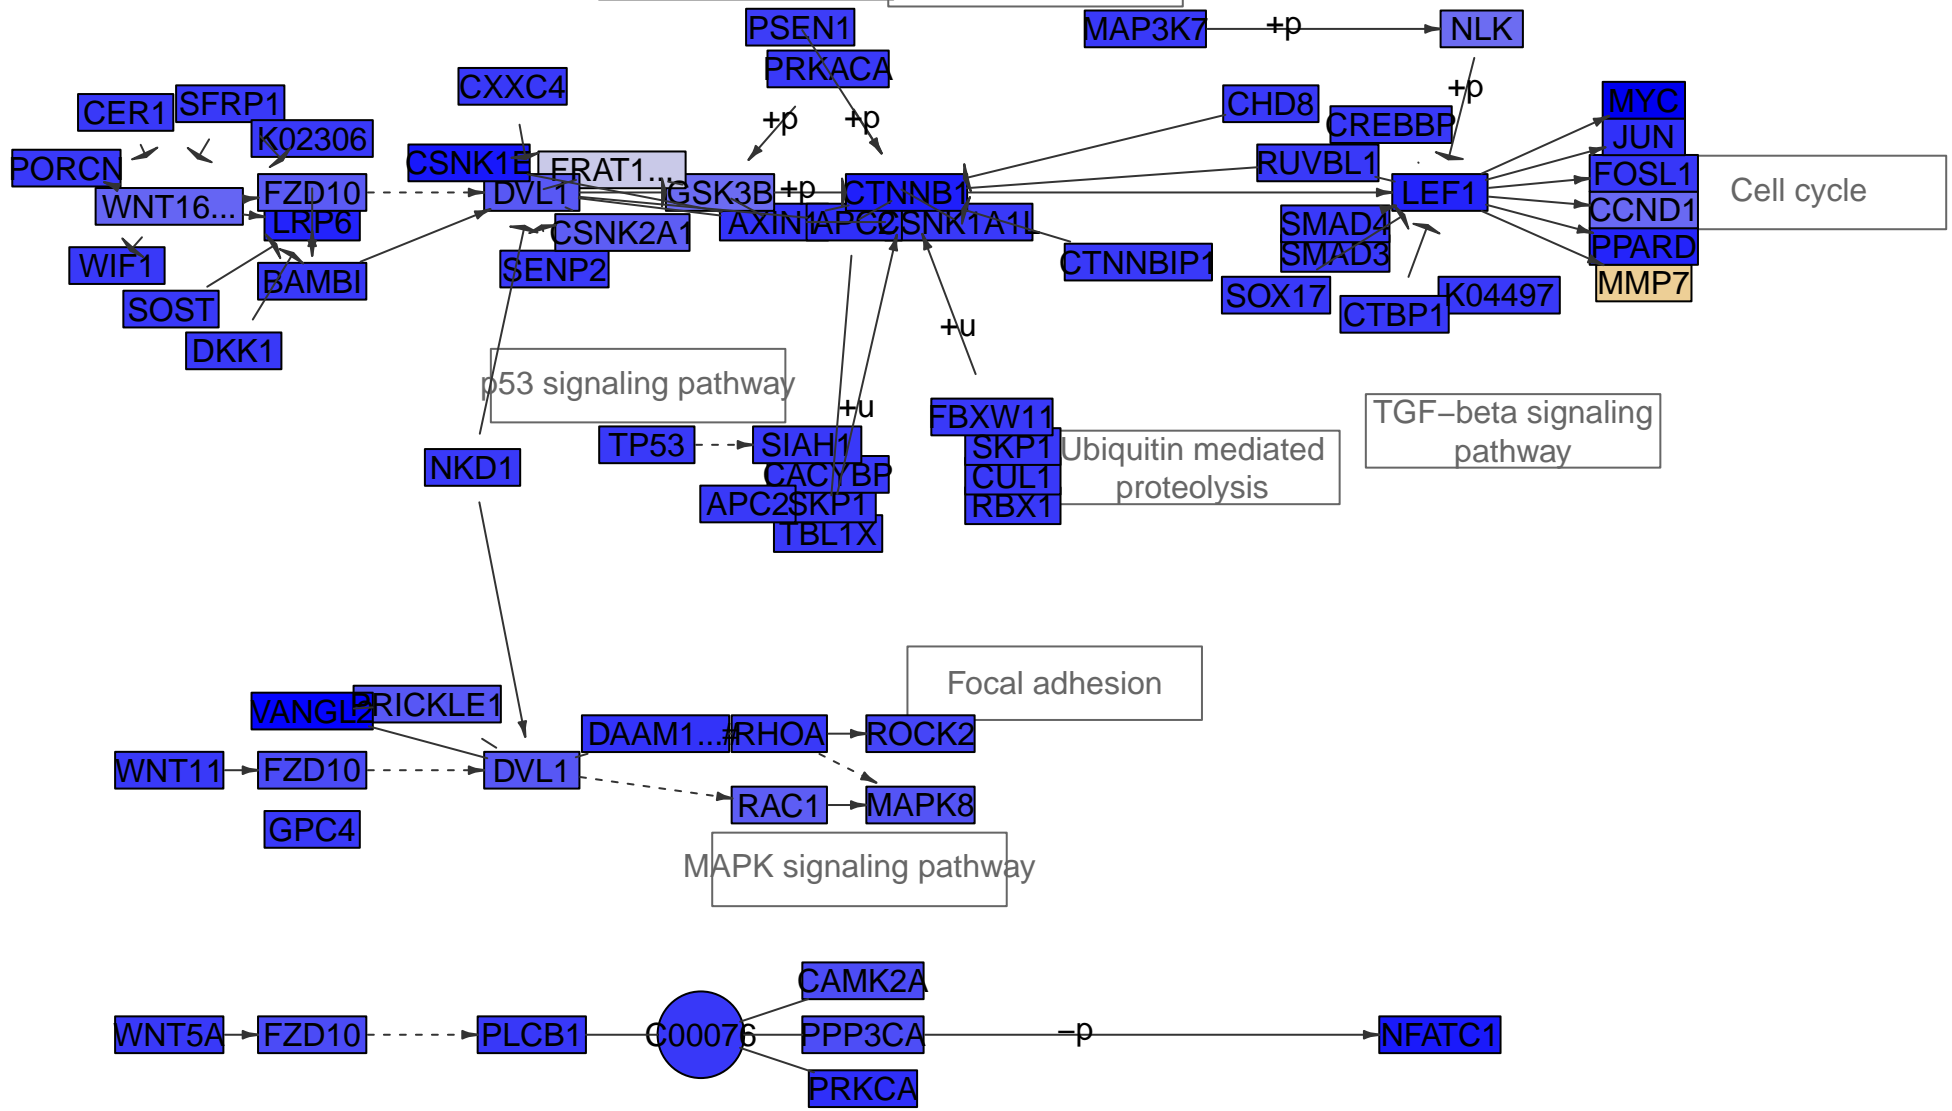 PSEN1
MAP3K7
+p
NLK
PRKACA
CXXC4
CER1
SFRP1
K02306
+p
+p
CHD8
CREBBP
+p
MYC
JUN
PORCN
CSNK1E
FRAT1...
RUVBL1
FOSL1
Cell cycle
WNT16...
FZD10
DVL1
GSK3B
+p
CTNNB1
LEF1
CCND1
LRP6
AXIN1
APC2
CSNK1A1L
SMAD4
CSNK2A1
PPARD
WIF1
BAMBI
SENP2
CTNNBIP1
SMAD3
MMP7
SOST
SOX17
K04497
CTBP1
DKK1
+u
p53 signaling pathway
+u
FBXW11
TGF−beta signaling
pathway
TP53
SIAH1
SKP1
Ubiquitin mediated
proteolysis
NKD1
CACYBP
CUL1
APC2
SKP1
RBX1
TBL1X
Focal adhesion
VANGL2
PRICKLE1
DAAM1...
#
RHOA
ROCK2
WNT11
FZD10
DVL1
RAC1
MAPK8
GPC4
MAPK signaling pathway
CAMK2A
WNT5A
FZD10
PLCB1
C00076
PPP3CA
−p
NFATC1
PRKCA